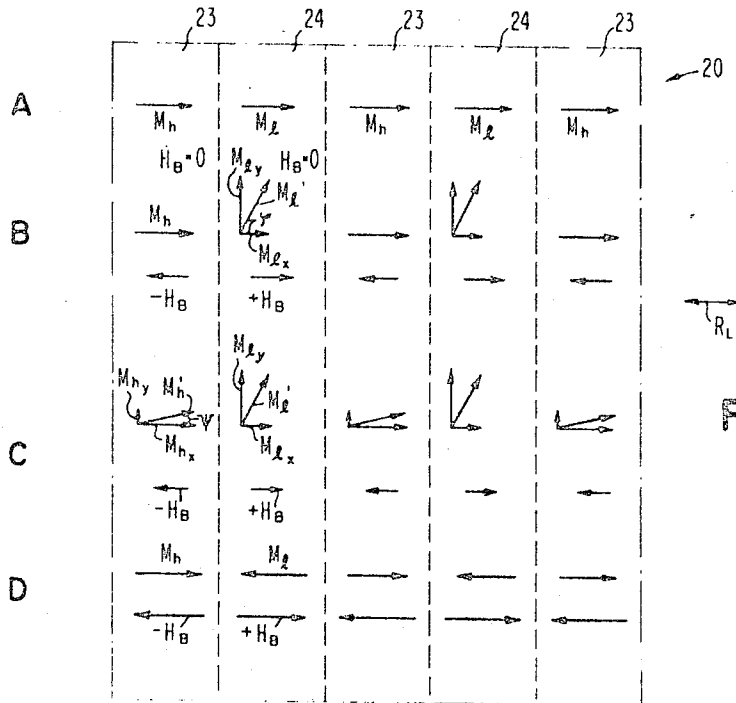 23 24 23 24 23
20
A
Mh Mℓ Mh Mℓ Mh
HB=0 HB=0
Mℓy Mℓ' γ Mℓx
B
Mh
-HB +HB
RL
Mhy Mh' Ψ Mhx
Mℓy Mℓ' Mℓx
C
-HB +HB
D
Mh Mℓ
-HB +HB